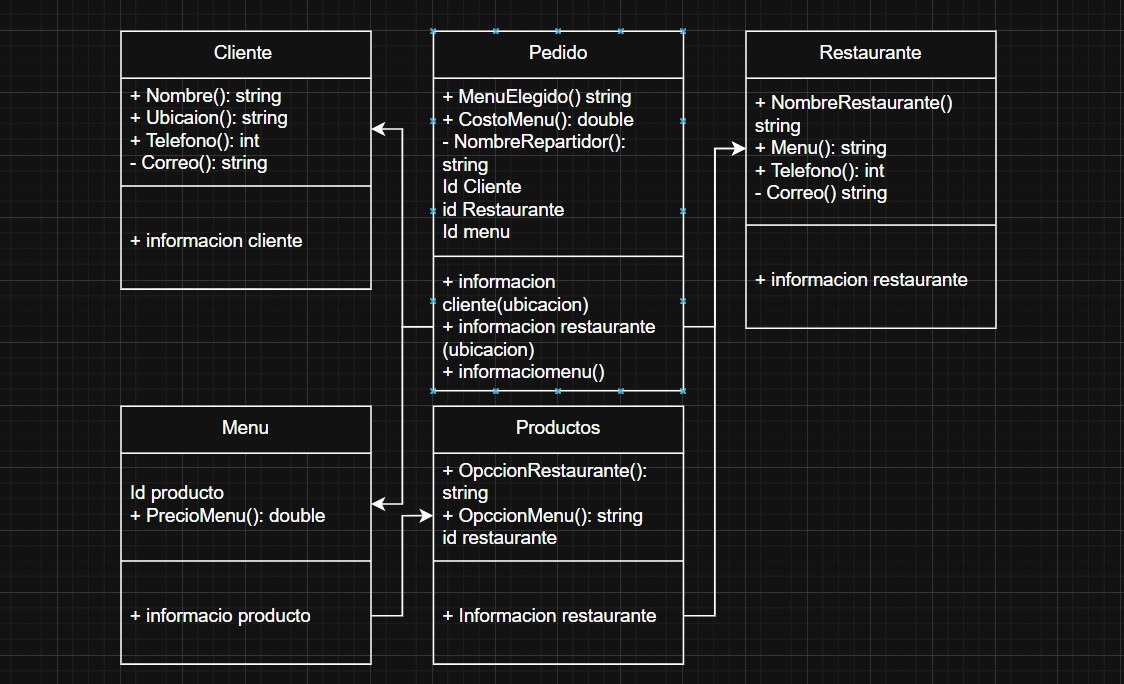 Cliente
+ Nombre(): string
+ Ubicaion(): string
+ Telefono(): int
- Correo(): string
+ informacion cliente
Pedido
+ MenuElegido() string
+ CostoMenu(): double
- NombreRepartidor():
string
Id Cliente
id Restaurante
Id menu
+ informacion
cliente(ubicacion)
+ informacion restaurante
(ubicacion)
+ informaciomenu()
Restaurante
+ NombreRestaurante()
string
+ Menu(): string
+ Telefono(): int
- Correo() string
+ informacion restaurante
Menu
Id producto
+ PrecioMenu(): double
+ informacio producto
Productos
+ OpccionRestaurante():
string
+ OpccionMenu(): string
id restaurante
+ Informacion restaurante